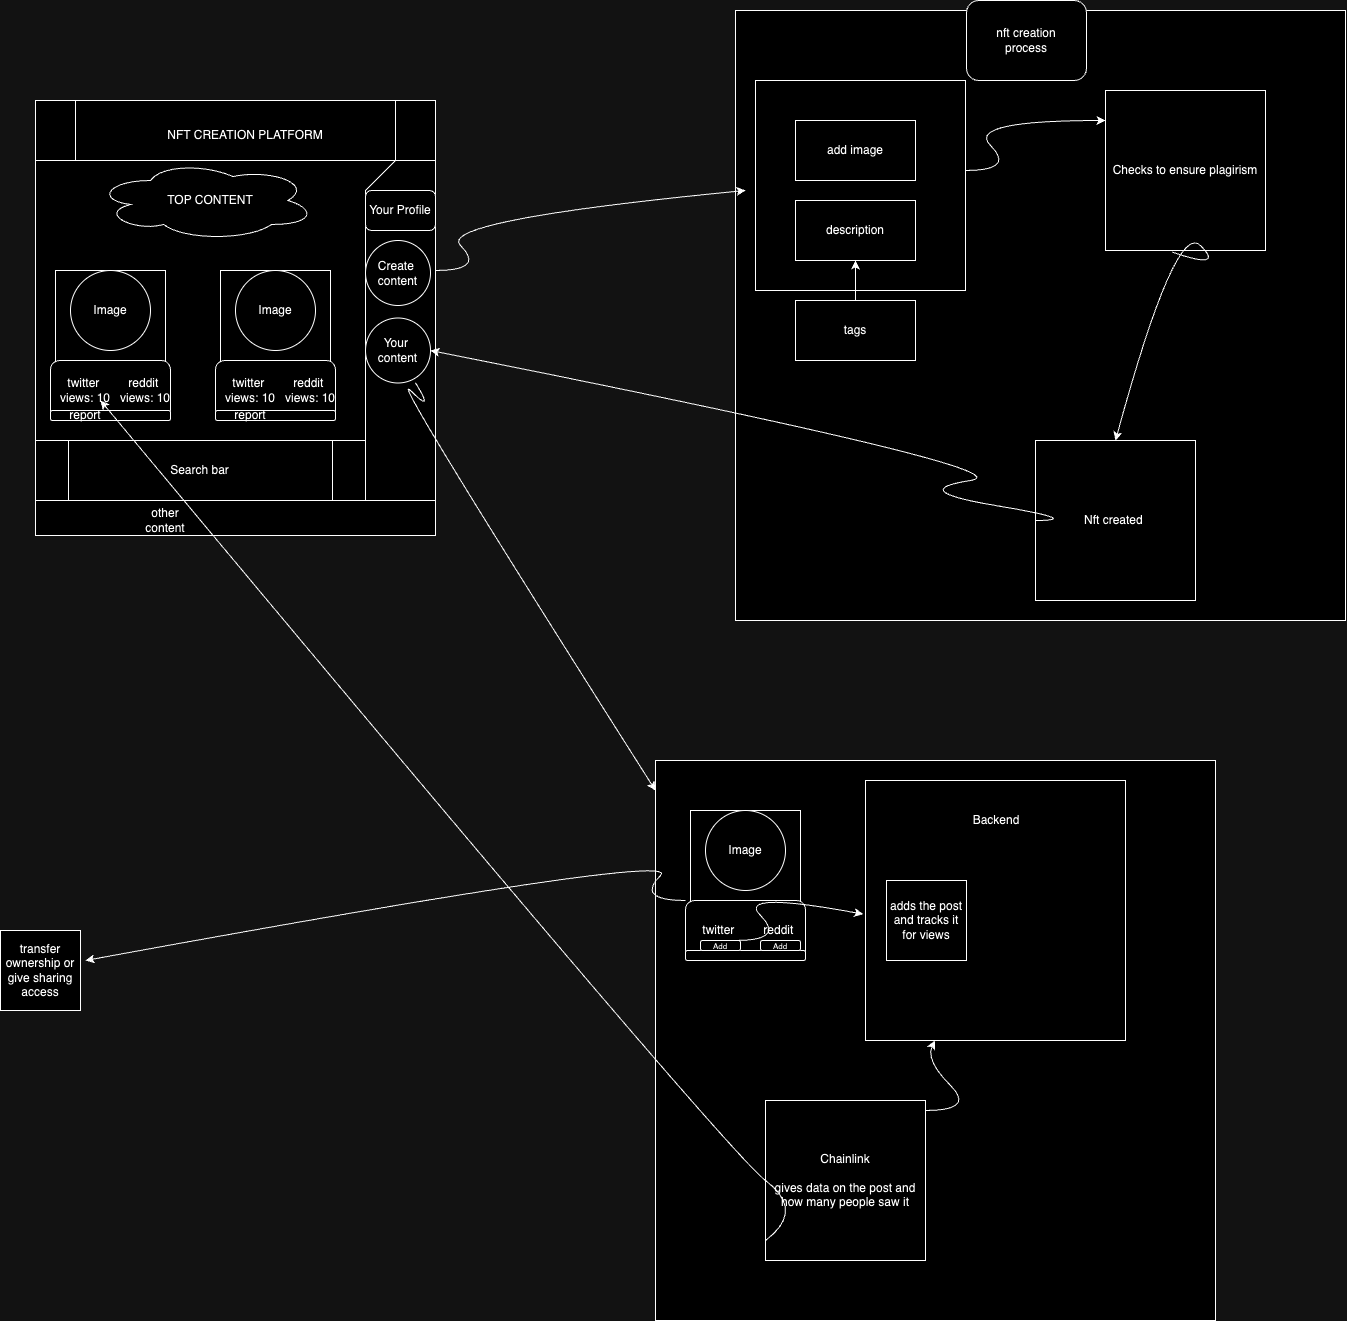 nft creation
process
NFT CREATION PLATFORM
TOP CONTENT
Your Profile
Create
content
Your
content
Image
Image
twitter
views: 10
reddit
views: 10
report
twitter
views: 10
reddit
views: 10
report
Search bar
other
content
add image
description
tags
Checks to ensure plagirism
Nft created
Image
twitter
reddit
Add
Add
Backend
adds the post
and tracks it
for views
transfer
ownership or
give sharing
access
Chainlink
gives data on the post and
how many people saw it